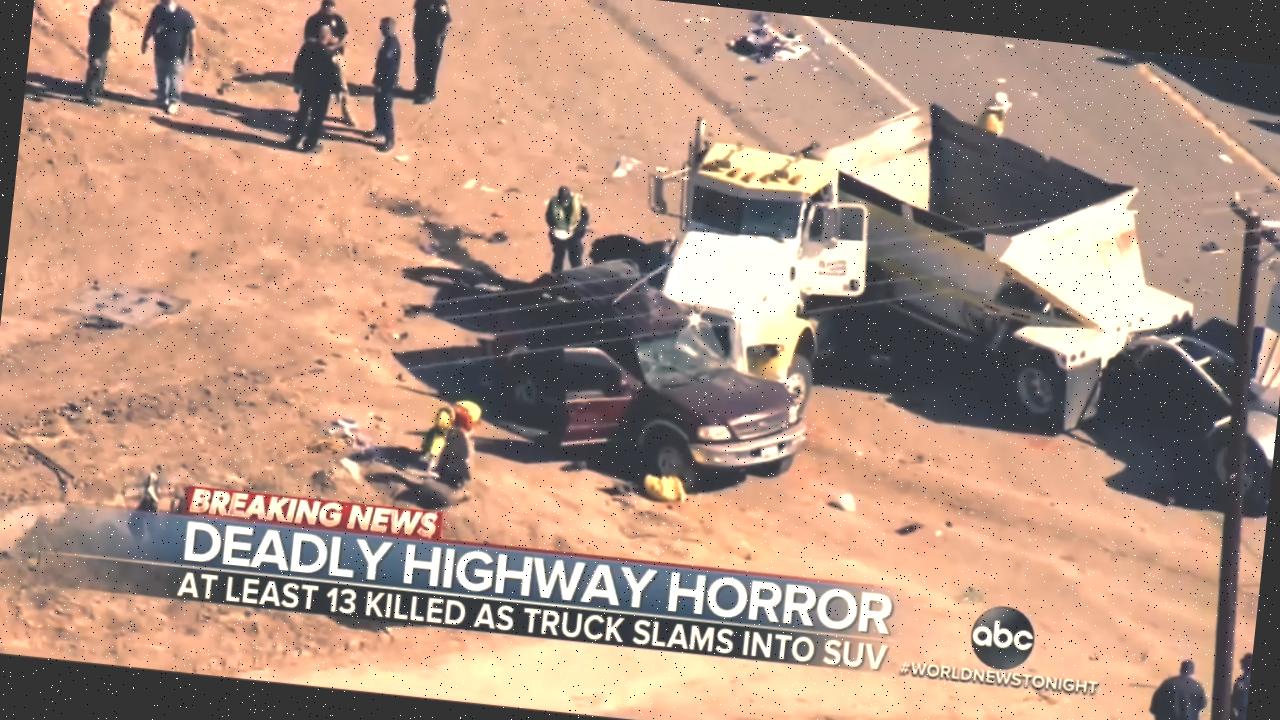 BREAKING NEWS
DEADLY HIGHWAY HORROR
AT LEAST 13 KILLED AS TRUCK SLAMS INTO SUV
abc
#WORLDNEWSTONIGHT